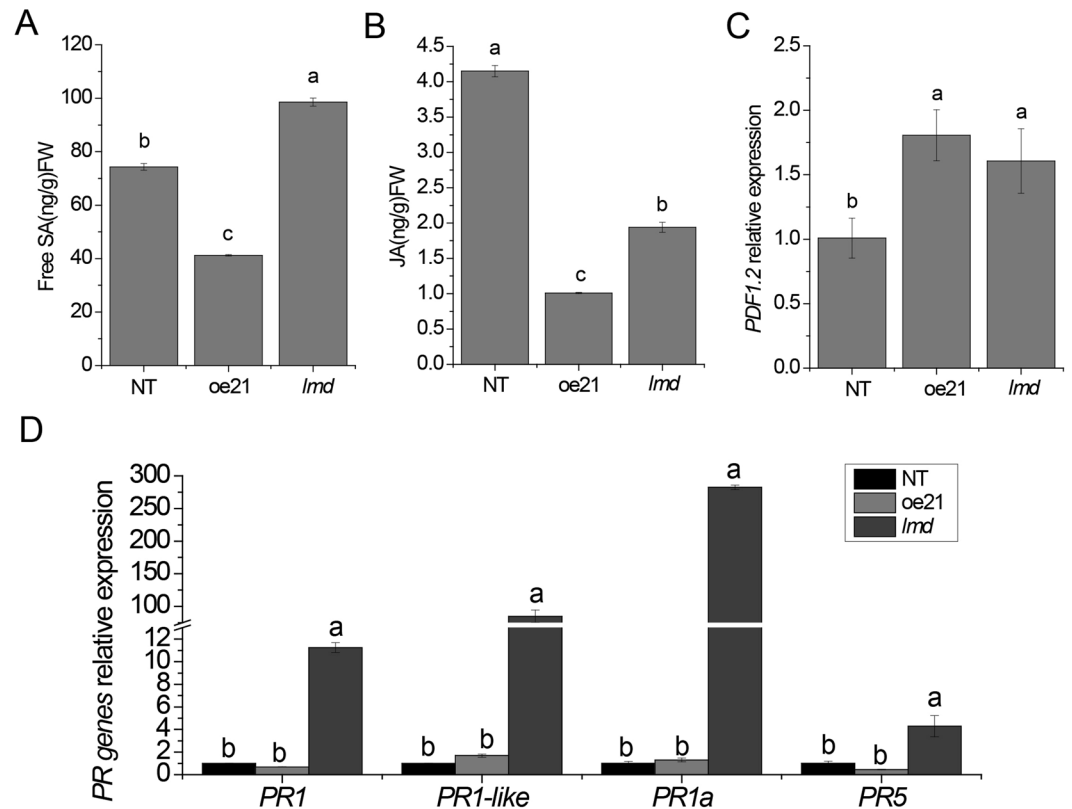 A
Free SA(ng/g)FW
120
100
80
60
40
20
0
b
c
a
NT oe21 lmd
B
JA(ng/g)FW
4.5
4.0
3.5
3.0
2.5
2.0
1.5
1.0
0.5
0.0
a
c
b
NT oe21 lmd
C
PDF1.2 relative expression
2.5
2.0
1.5
1.0
0.5
0.0
b
a
a
NT oe21 lmd
D
PR genes relative expression
300
250
200
150
100
12
10
8
6
4
2
0
b b a
b b a
b b a
b b a
PR1 PR1-like PR1a PR5
NT
oe21
lmd